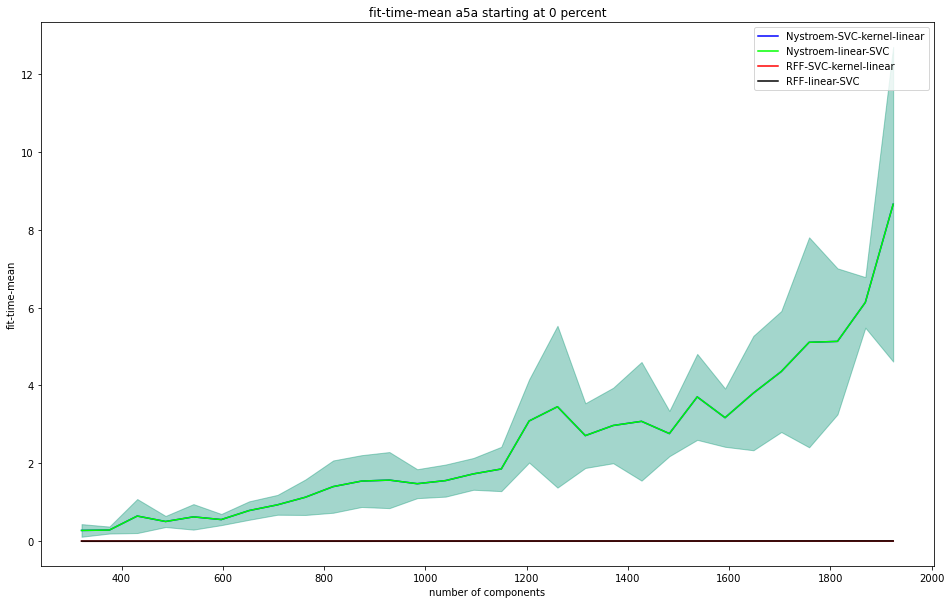 fit-time-mean a5a starting at 0 percent
Nystroem-SVC-kernel-linear
Nystroem-linear-SVC
RFF-SVC-kernel-linear
RFF-linear-SVC
12
10
8
6
4
2
0
fit-time-mean
400 600 800 1000 1200 1400 1600 1800 2000
number of components